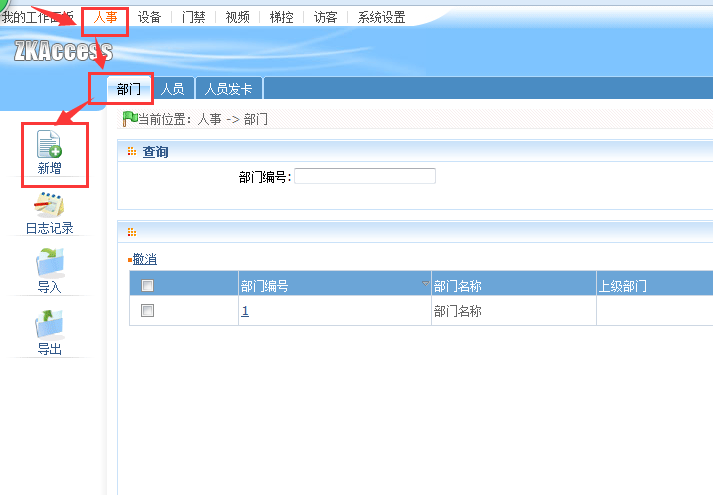 我的工作面板 人事 设备 门禁 视频 梯控 访客 系统设置
ZKAccess
部门 人员 人员发卡
当前位置：人事 -> 部门
新增
日志记录
导入
导出
查询
部门编号:
撤消
部门编号 部门名称 上级部门
1 部门名称